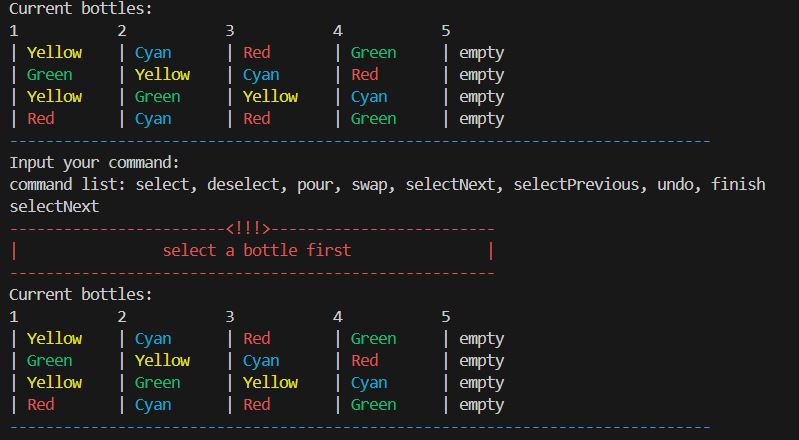 Current bottles:
1 2 3 4 5
| Yellow | Cyan | Red | Green | empty
| Green | Yellow | Cyan | Red | empty
| Yellow | Green | Yellow | Cyan | empty
| Red | Cyan | Red | Green | empty
--------------------------------------------------------------------------------
Input your command:
command list: select, deselect, pour, swap, selectNext, selectPrevious, undo, finish
selectNext
------------------------<!!!>-------------------------
| select a bottle first |
------------------------------------------------------
Current bottles:
1 2 3 4 5
| Yellow | Cyan | Red | Green | empty
| Green | Yellow | Cyan | Red | empty
| Yellow | Green | Yellow | Cyan | empty
| Red | Cyan | Red | Green | empty
--------------------------------------------------------------------------------